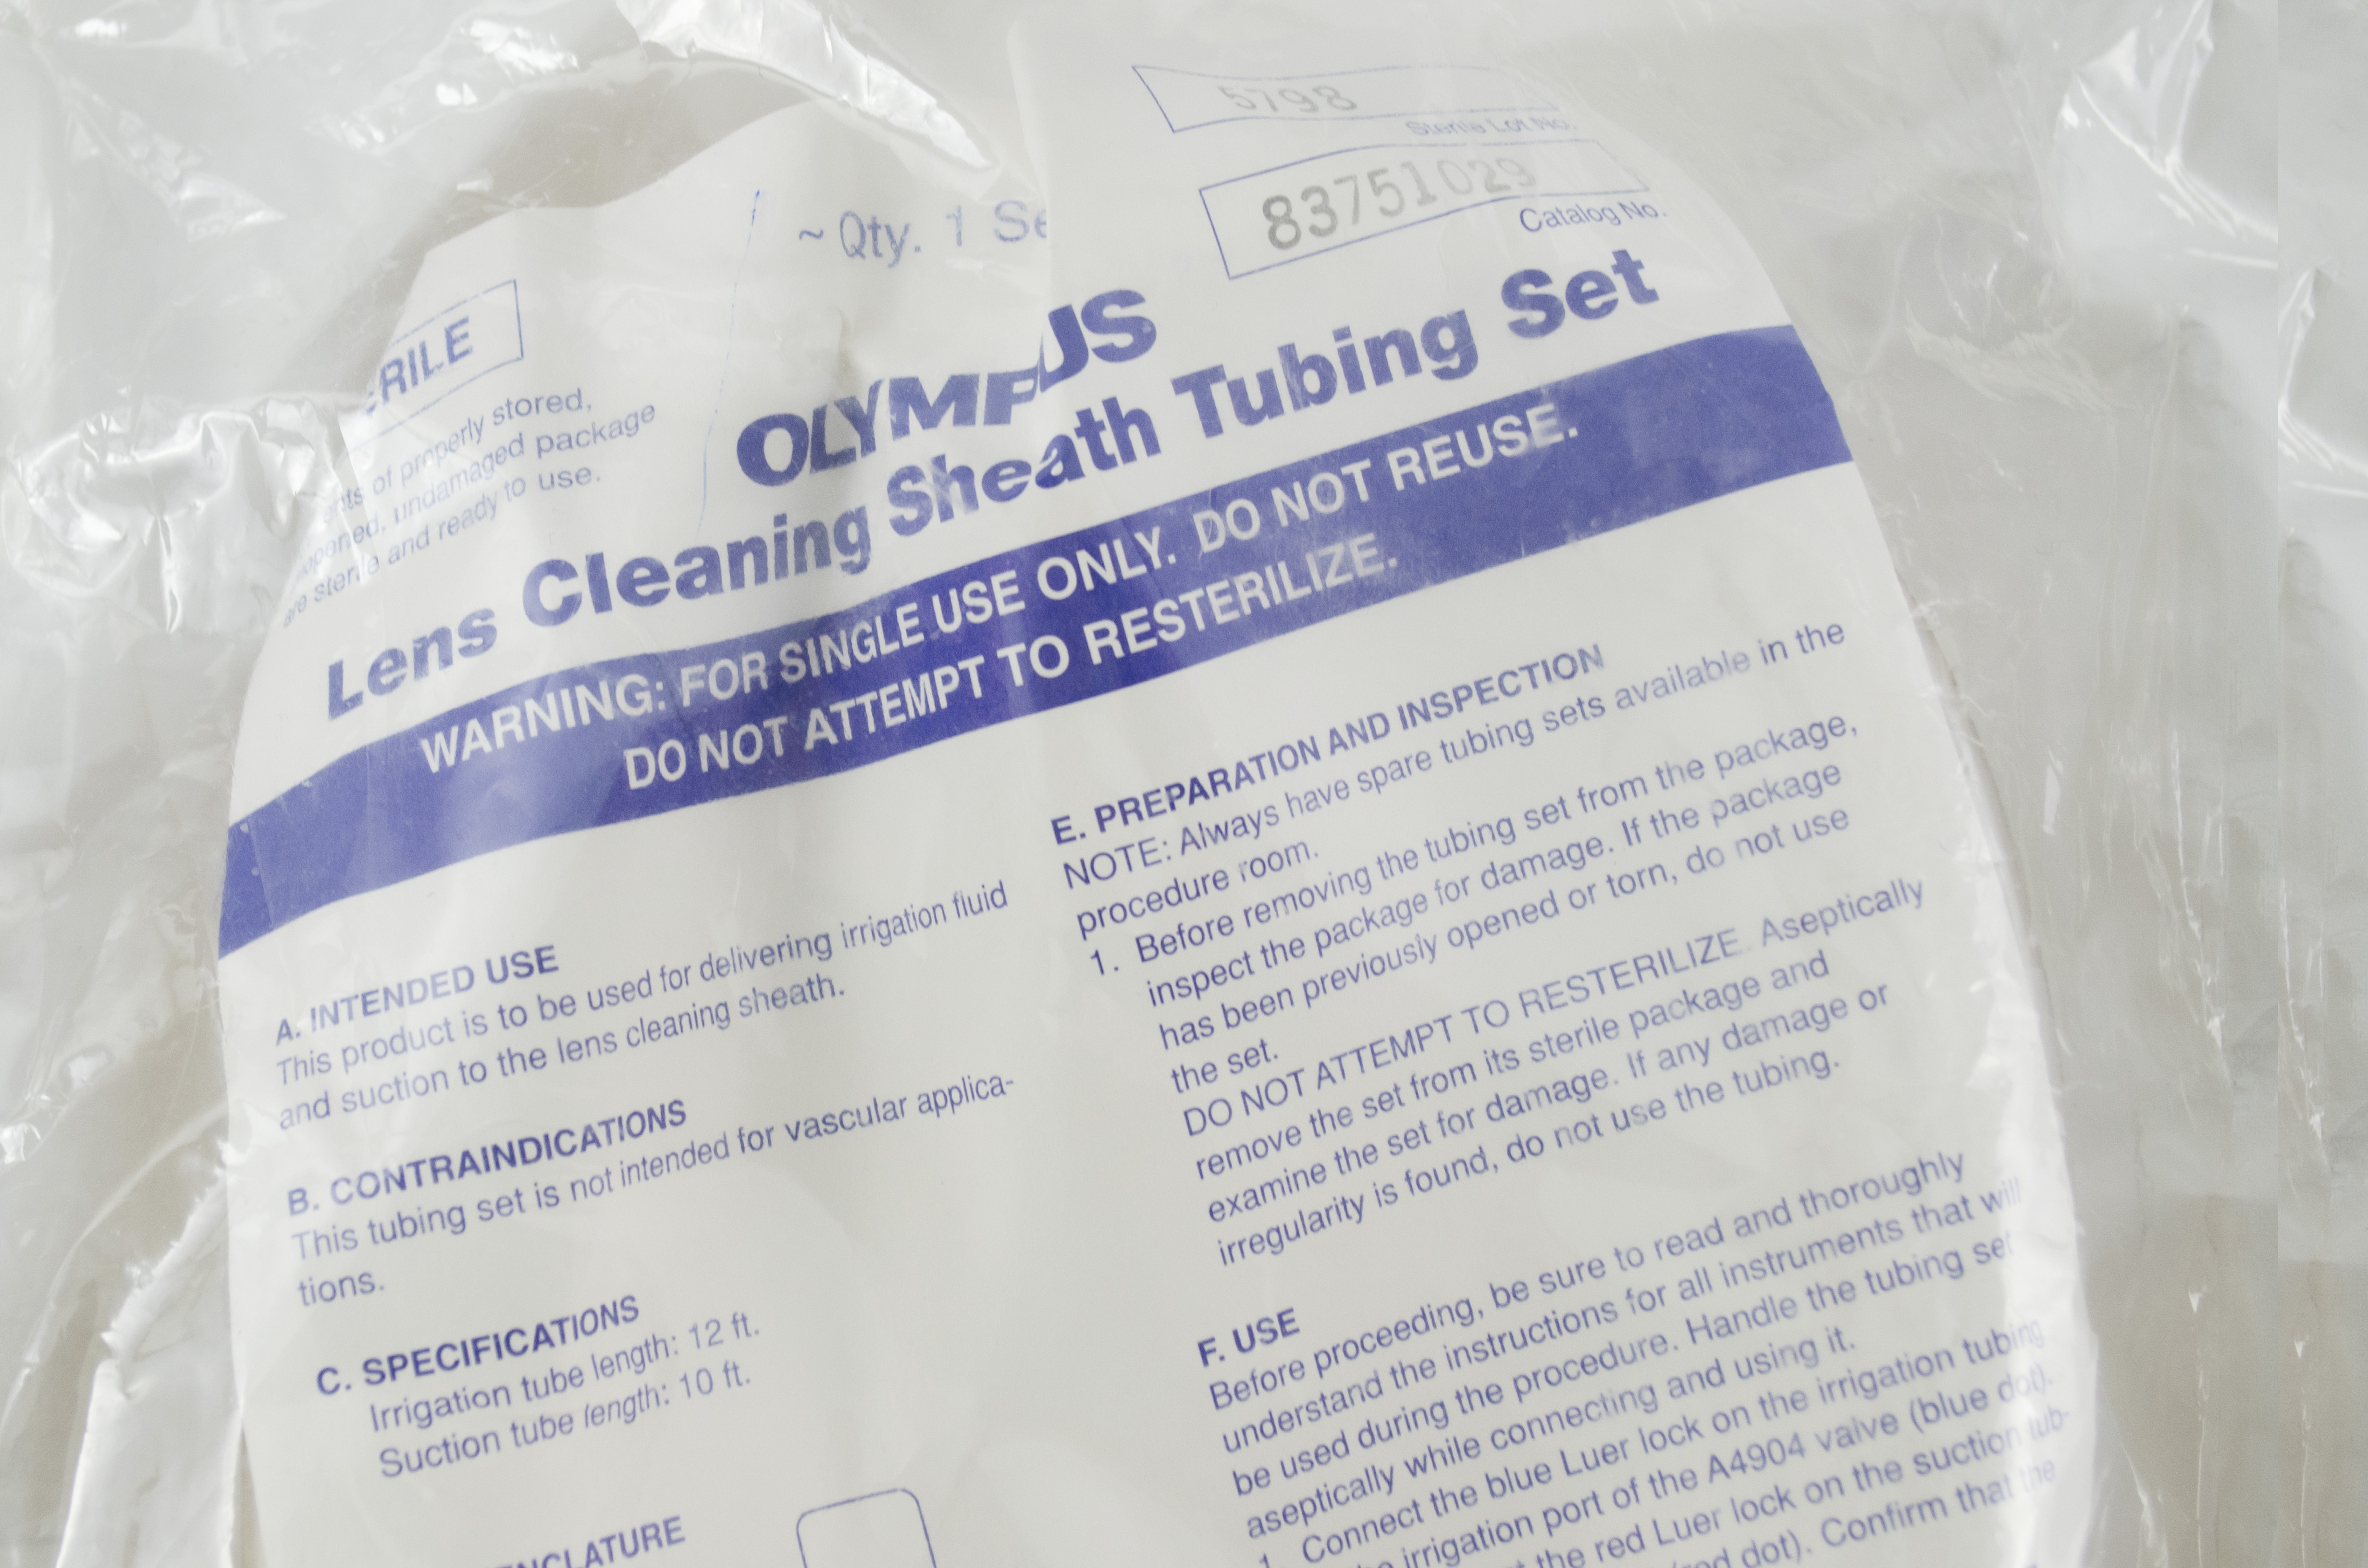 5798
Sterile Lot No.
83751029
Catalog No.
~ Qty. 1 Se
RILE
ents of properly stored,
opened, undamaged package
are sterile and ready to use.
OLYMPUS
Lens Cleaning Sheath Tubing Set
WARNING: FOR SINGLE USE ONLY. DO NOT REUSE.
DO NOT ATTEMPT TO RESTERILIZE.
A. INTENDED USE
This product is to be used for delivering irrigation fluid
and suction to the lens cleaning sheath.
B. CONTRAINDICATIONS
This tubing set is not intended for vascular applica-
tions.
C. SPECIFICATIONS
Irrigation tube length: 12 ft.
Suction tube length: 10 ft.
NCLATURE
E. PREPARATION AND INSPECTION
NOTE: Always have spare tubing sets available in the
procedure room.
1. Before removing the tubing set from the package,
inspect the package for damage. If the package
has been previously opened or torn, do not use
the set.
DO NOT ATTEMPT TO RESTERILIZE. Aseptically
remove the set from its sterile package and
examine the set for damage. If any damage or
irregularity is found, do not use the tubing.
F. USE
Before proceeding, be sure to read and thoroughly
understand the instructions for all instruments that will
be used during the procedure. Handle the tubing set
aseptically while connecting and using it.
1. Connect the blue Luer lock on the irrigation tubing
irrigation port of the A4904 valve (blue dot).
the red Luer lock on the suction tub-
dot). Confirm that the